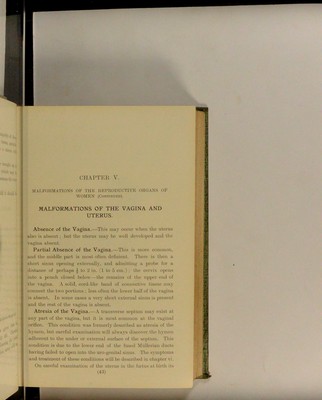 CHAPTER V.
MALFORMATIONS OF THE REPRODUCTIVE ORGANS OF
WOMEN (continued)
MALFORMATIONS OF THE VAGINA AND
UTERUS.
Absence of the Vagina.—This may occur when the uterus
also is absent, but the uterus may be well developed and the
vagina absent.
Partial Absence of the Vagina.—This is more common,
and the middle part is most often deficient. There is then a
short sinus opening externally, and admitting a probe for a
distance of perhaps ½ to 2 in. (1 to 5 cm.); the cervix opens
into a pouch closed below—the remains of the upper end of
the vagina. A solid, cord-like band of connective tissue may
connect the two portions; less often the lower half of the vagina
is absent. In some cases a very short external sinus is present
and the rest of the vagina is absent.
Atresia of the Vagina.—A transverse septum may exist at
any part of the vagina, but it is most common at the vaginal
orifice. This condition was formerly described as atresia of the
hymen, but careful examination will always discover the hymen
adherent to the under or external surface of the septum. This
condition is due to the lower end of the fused Müllerian ducts
having failed to open into the uro-genital sinus. The symptoms
and treatment of these conditions will be described in chapter vi.
On careful examination of the uterus in the fœtus at birth its
(43)